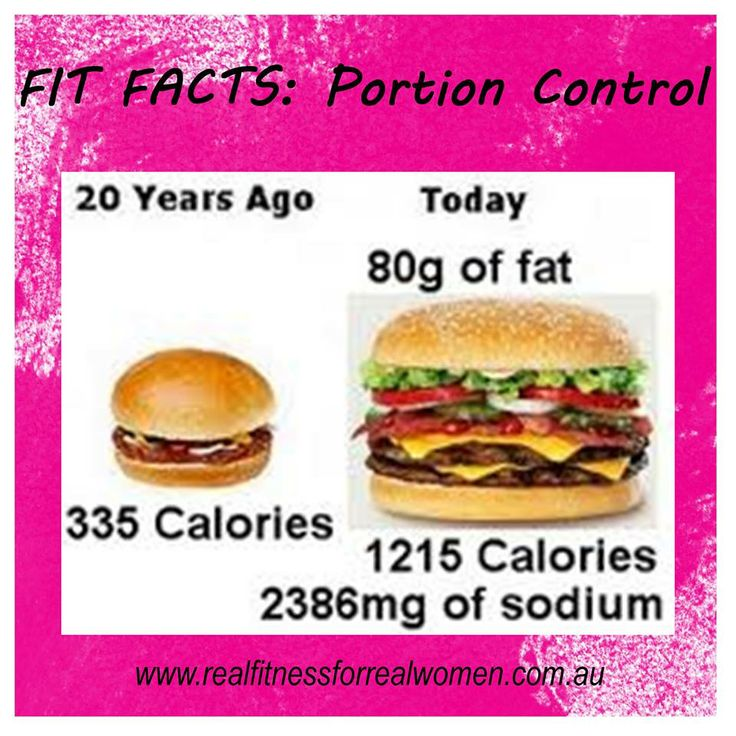 FIT FACTS: Portion Control
20 Years Ago
Today
80g of fat
335 Calories
1215 Calories
2386mg of sodium
www.realfitnessforrealwomen.com.au